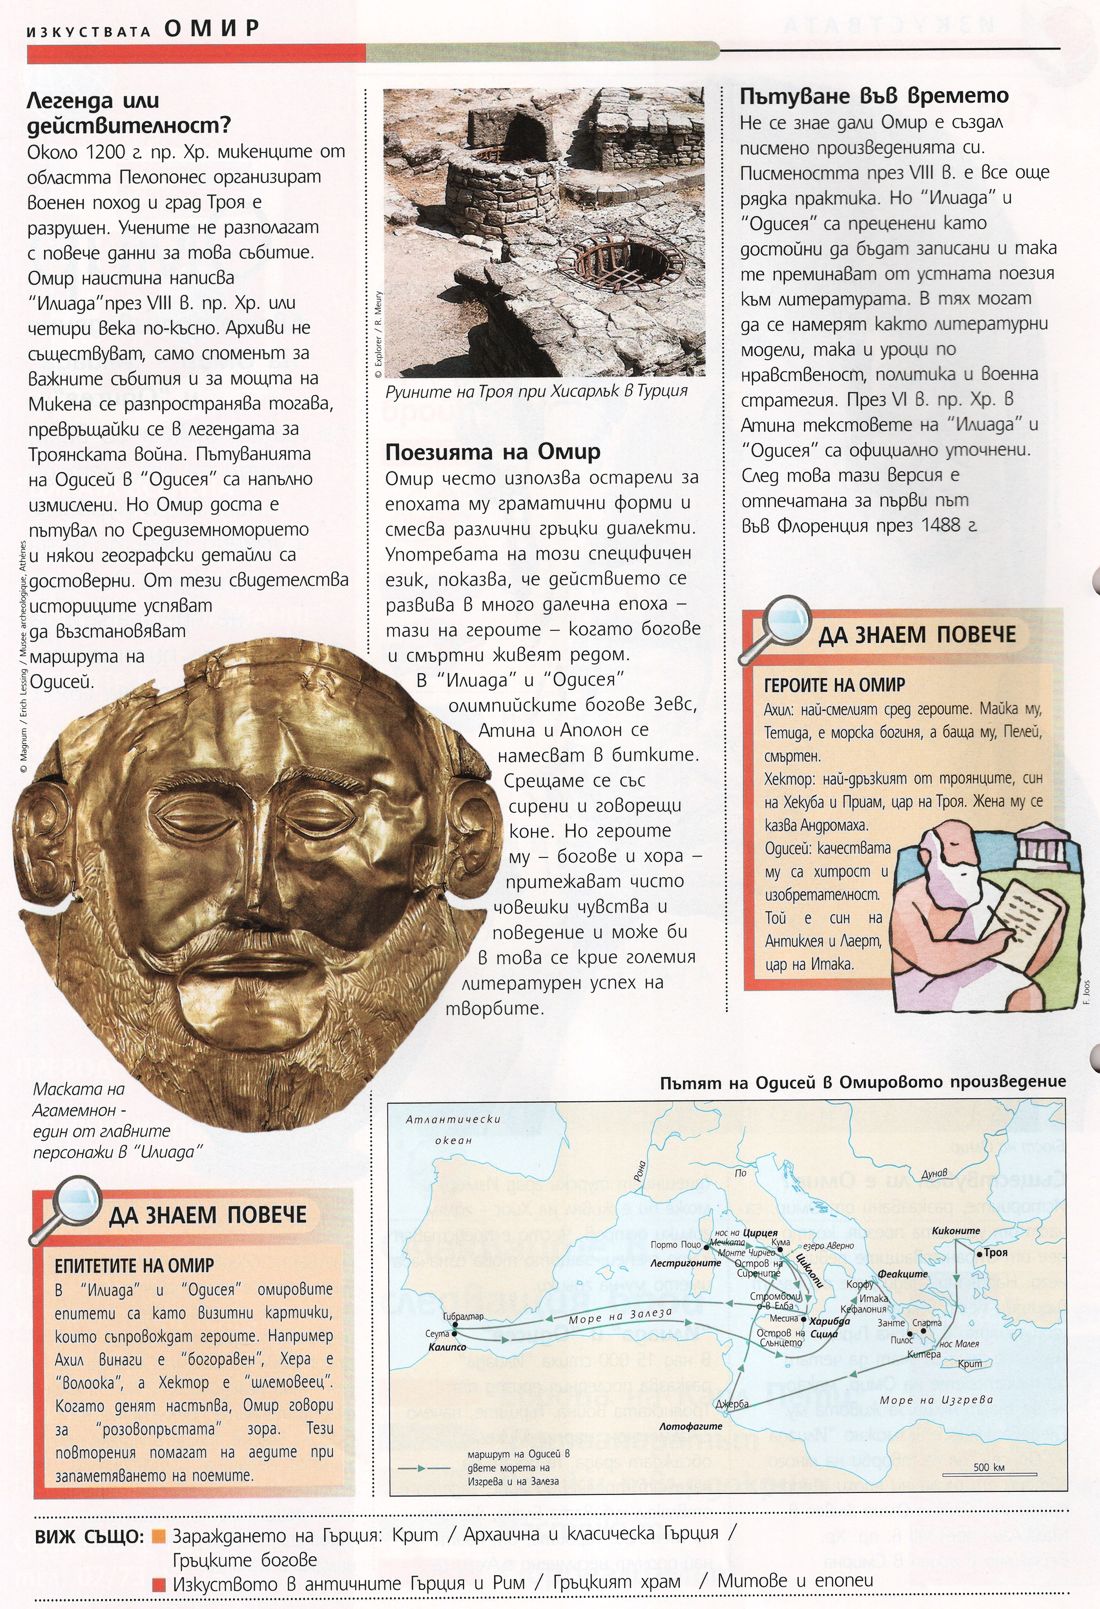 ИЗКУСТВАТА ОМИР
Легенда или
действителност?
Около 1200 г. пр. Хр. микенците от
областта Пелопонес организират
военен поход и град Троя е
разрушен. Учените не разполагат
с повече данни за това събитие.
Омир наистина написва
“Илиада”през VIII в. пр. Хр. или
четири века по-късно. Архиви не
съществуват, само споменът за
важните събития и за мощта на
Микена се разпространява тогава,
превръщайки се в легендата за
Троянската война. Пътуванията
на Одисей в “Одисея” са напълно
измислени. Но Омир доста е
пътувал по Средиземноморието
и някои географски детайли са
достоверни. От тези свидетелства
историците успяват
да възстановяват
маршрута на
Одисей.
© Magnum / Erich Lessing / Musee archeologique, Athènes
Маската на
Агамемнон -
един от главните
персонажи в “Илиада”
ДА ЗНАЕМ ПОВЕЧЕ
ЕПИТЕТИТЕ НА ОМИР
В “Илиада” и “Одисея” омировите
епитети са като визитни картички,
които съпровождат героите. Например
Ахил винаги е “богоравен”, Хера е
“волоока”, а Хектор е “шлемовеец”.
Когато денят настъпва, Омир говори
за “розовопръстата” зора. Тези
повторения помагат на аедите при
запаметяването на поемите.
© Explorer / R. Meury
Руините на Троя при Хисарлък в Турция
Поезията на Омир
Омир често използва остарели за
епохата му граматични форми и
смесва различни гръцки диалекти.
Употребата на този специфичен
език, показва, че действието се
развива в много далечна епоха –
тази на героите – когато богове
и смъртни живеят редом.
В “Илиада” и “Одисея”
олимпийските богове Зевс,
Атина и Аполон се
намесват в битките.
Срещаме се със
сирени и говорещи
коне. Но героите
му – богове и хора –
притежават чисто
човешки чувства и
поведение и може би
в това се крие големия
литературен успех на
творбите.
Пътуване във времето
Не се знае дали Омир е създал
писмено произведенията си.
Писмеността през VIII в. е все още
рядка практика. Но “Илиада” и
“Одисея” са преценени като
достойни да бъдат записани и така
те преминават от устната поезия
към литературата. В тях могат
да се намерят както литературни
модели, така и уроци по
нравственост, политика и военна
стратегия. През VI в. пр. Хр. в
Атина текстовете на “Илиада” и
“Одисея” са официално уточнени.
След това тази версия е
отпечатана за първи път
във Флоренция през 1488 г.
ДА ЗНАЕМ ПОВЕЧЕ
ГЕРОИТЕ НА ОМИР
Ахил: най-смелият сред героите. Майка му,
Тетида, е морска богиня, а баща му, Пелей,
смъртен.
Хектор: най-дръзкият от троянците, син
на Хекуба и Приам, цар на Троя. Жена му се
казва Андромаха.
Одисей: качествата
му са хитрост и
изобретателност.
Той е син на
Антиклея и Лаерт,
цар на Итака.
F. Joos
Пътят на Одисей в Омировото произведение
Атлантически
океан
Рона
По
Дунав
нос на Цирцея
Мечката
Порто Поцо
Монте Чирчео
Кума
езеро Аверно
Лестригоните
Остров на
Сирените
Циклопи
Киконите
Троя
Феакците
Корфу
Итака
Кефалония
Стромболи
о-в Елба
Месина
Харибда
Сцила
Остров на
Слънцето
Занте
Спарта
Пилос
нос Малея
Китера
Крит
Гибралтар
Сеута
Калипсо
Море на Залеза
Джерба
Лотофагите
Море на Изгрева
маршрут на Одисей в
двете морета на
Изгрева и на Залеза
500 км
ВИЖ СЪЩО: Зараждането на Гърция: Крит / Архаична и класическа Гърция /
Гръцките богове
Изкуството в античните Гърция и Рим / Гръцкият храм / Митове и епопеи